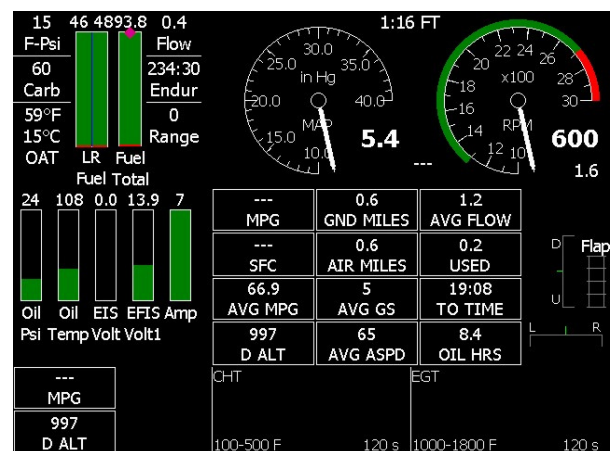 15 46 4893.8 0.4
F-Psi Flow
60 234:30
Carb Endur
59°F 0
15°C Range
OAT LR Fuel
Fuel Total
1:16 FT
30.0
25.0 35.0
in Hg
20.0 40.0
MAP
15.0 5.4
10.0
---
22 24
20 26
x100 28
18 30
RPM
14 600
12 10
1.6
24 108 0.0 13.9 7
Oil Oil EIS EFIS Amp
Psi Temp Volt Volt1
--- 0.6 1.2
MPG GND MILES AVG FLOW
--- 0.6 0.2
SFC AIR MILES USED
66.9 5 19:08
AVG MPG AVG GS TO TIME
997 65 8.4
D ALT AVG ASPD OIL HRS
D Flap
U
L R
---
MPG
997
D ALT
CHT EGT
100-500 F 120 s 1000-1800 F 120 s